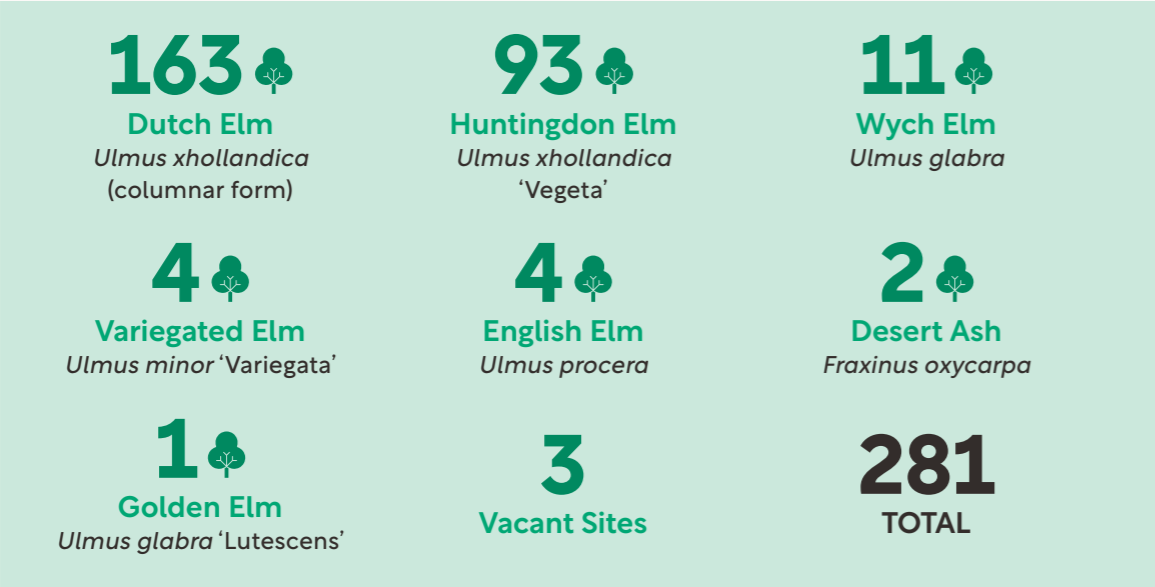 163
Dutch Elm
Ulmus xhollandica
(columnar form)
93
Huntingdon Elm
Ulmus xhollandica
‘Vegeta’
11
Wych Elm
Ulmus glabra
4
Variegated Elm
Ulmus minor ‘Variegata’
4
English Elm
Ulmus procera
2
Desert Ash
Fraxinus oxycarpa
1
Golden Elm
Ulmus glabra ‘Lutescens’
3
Vacant Sites
281
TOTAL